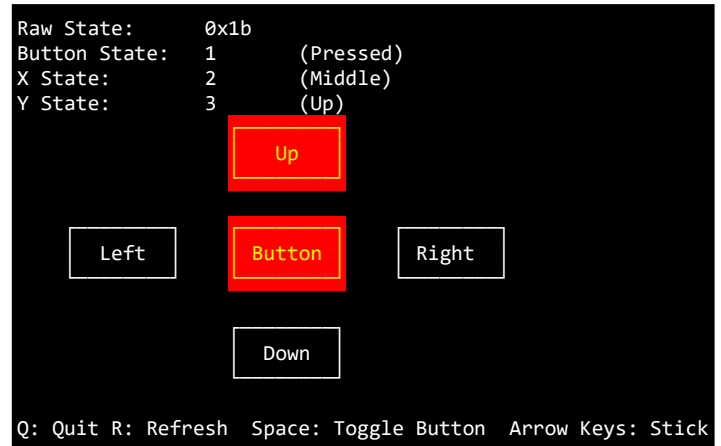 Raw State: 0x1b
Button State: 1 (Pressed)
X State: 2 (Middle)
Y State: 3 (Up)
Up
Left Button Right
Down
Q: Quit R: Refresh Space: Toggle Button Arrow Keys: Stick